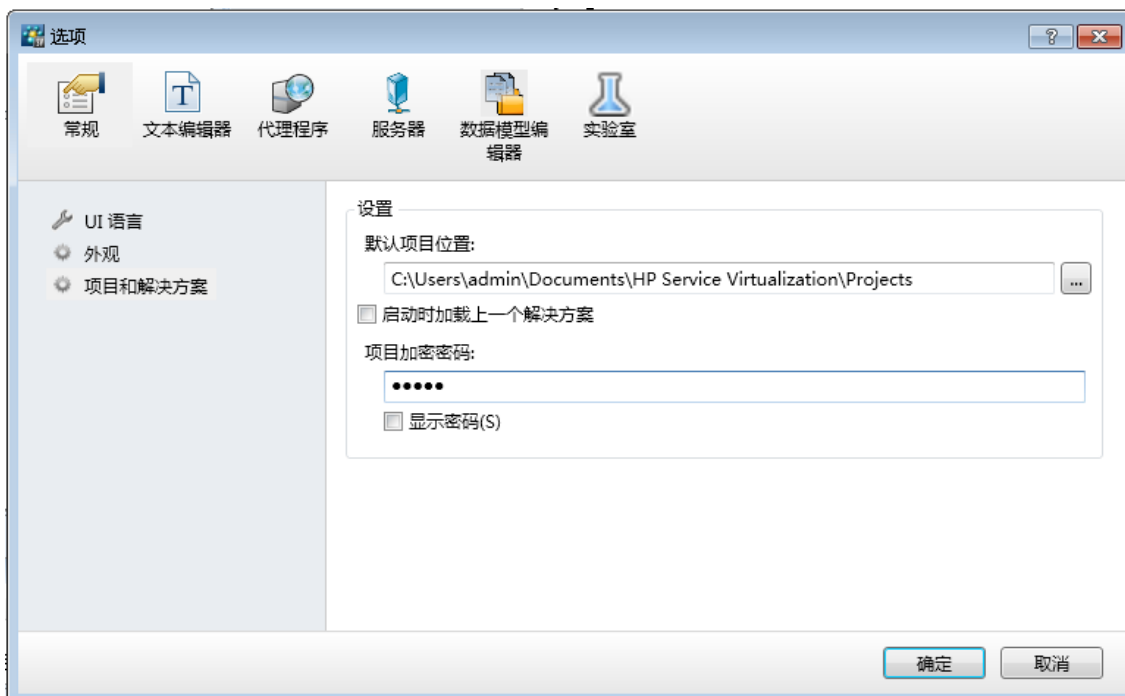 选项
常规
文本编辑器
代理程序
服务器
数据模型编
辑器
实验室
UI 语言
外观
项目和解决方案
设置
默认项目位置:
C:\Users\admin\Documents\HP Service Virtualization\Projects
...
启动时加载上一个解决方案
项目加密密码:
•••••
显示密码(S)
确定
取消